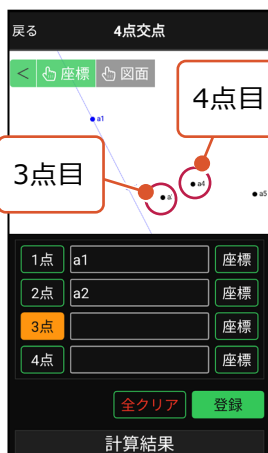 戻る 4点交点
< 座標 図面
4点目
a1
3点目
a4
a5
1点 a1 座標
2点 a2 座標
3点 座標
4点 座標
全クリア 登録
計算結果